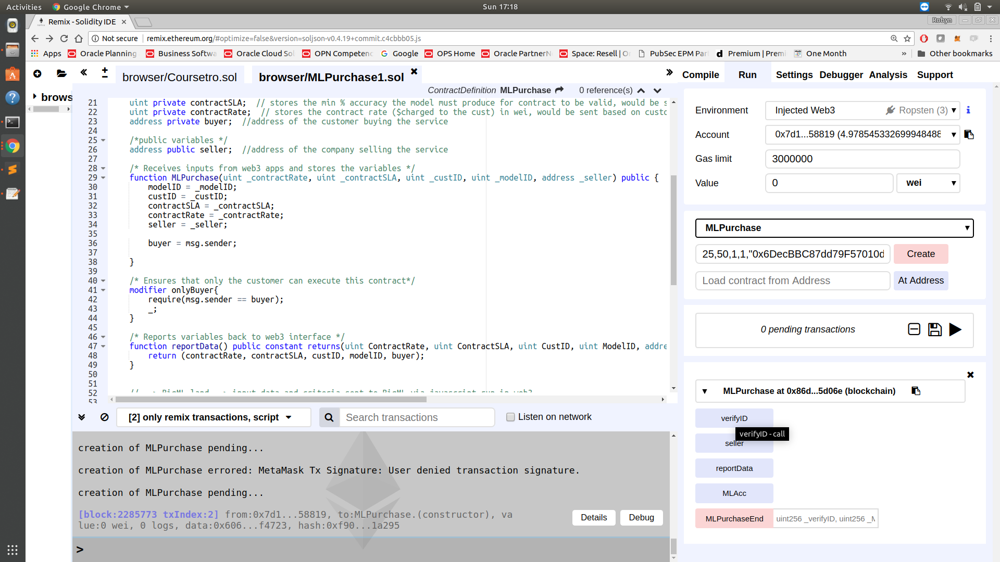 Activities Google Chrome Sun 17:18
Remix - Solidity IDE Robyn
Not secure remix.ethereum.org/#optimize=false&version=soljson-v0.4.19+commit.c4cbbb05.js
Apps Oracle Planning Business Softwa Oracle Cloud Sol OPN Competenc Google OPS Home Oracle PartnerN Space: Resell | O PubSec EPM Par d Premium | Premi One Month » Other bookmarks
browser/Coursetro.sol browser/MLPurchase1.sol
brows
ContractDefinition MLPurchase 0 reference(s)
21 uint private contractSLA; // stores the min % accuracy the model must produce for contract to be valid, would be s
22 uint private contractRate; // stores the contract rate ($charged to the cust) in wei, would be sent based on custo
23 address private buyer; //address of the customer buying the service
24
25 /*public variables */
26 address public seller; //address of the company selling the service
27
28 /* Receives inputs from web3 apps and stores the variables */
29 function MLPurchase(uint _contractRate, uint _contractSLA, uint _custID, uint _modelID, address _seller) public {
30 modelID = _modelID;
31 custID = _custID;
32 contractSLA = _contractSLA;
33 contractRate = _contractRate;
34 seller = _seller;
35
36 buyer = msg.sender;
37
38 }
39
40 /* Ensures that only the customer can execute this contract*/
41 modifier onlyBuyer{
42 require(msg.sender == buyer);
43 _;
44 }
45
46 /* Reports variables back to web3 interface */
47 function reportData() public constant returns(uint ContractRate, uint ContractSLA, uint CustID, uint ModelID, addre
48 return (contractRate, contractSLA, custID, modelID, buyer);
49 }
50
51
52
53
[2] only remix transactions, script Search transactions Listen on network
creation of MLPurchase pending...
creation of MLPurchase errored: MetaMask Tx Signature: User denied transaction signature.
creation of MLPurchase pending...
[block:2285773 txIndex:2] from:0x7d1...58819, to:MLPurchase.(constructor), va
lue:0 wei, 0 logs, data:0x606...f4723, hash:0xf90...1a295
Details Debug
>
Compile Run Settings Debugger Analysis Support
Environment Injected Web3 Ropsten (3) i
Account 0x7d1...58819 (4.978545332699948488
Gas limit 3000000
Value 0 wei
MLPurchase
25,50,1,1,"0x6DecBBC87dd79F57010d Create
Load contract from Address At Address
0 pending transactions
MLPurchase at 0x86d...5d06e (blockchain)
verifyID
verifyID - call
seller
reportData
MLAcc
MLPurchaseEnd uint256 _verifyID, uint256 _M